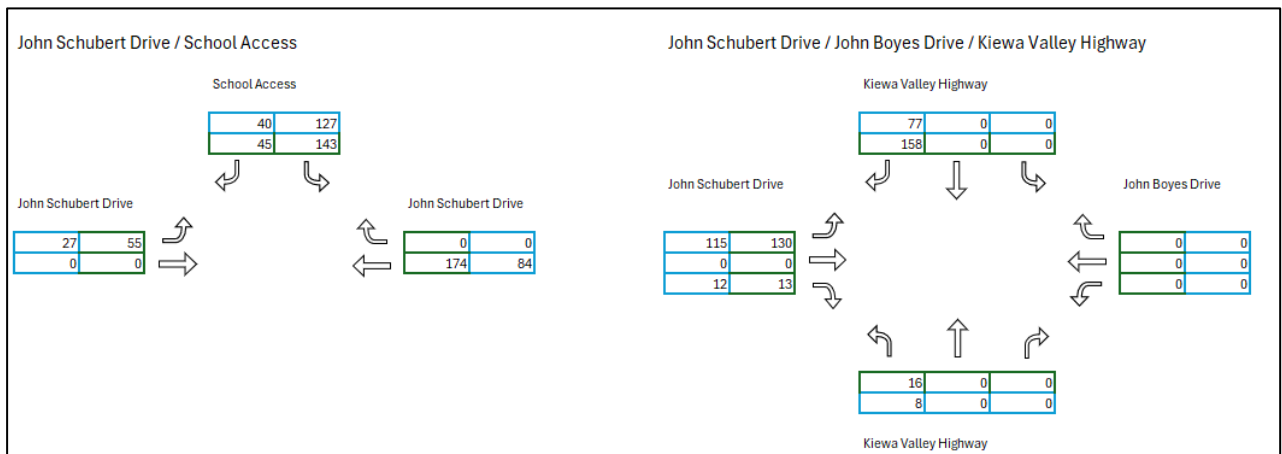 John Schubert Drive / School Access
School Access
40 127
45 143
John Schubert Drive
27 55
0 0
John Schubert Drive
0 0
174 84
John Schubert Drive / John Boyes Drive / Kiewa Valley Highway
Kiewa Valley Highway
77 0 0
158 0 0
John Schubert Drive
115 130
0 0
12 13
John Boyes Drive
0 0
0 0
0 0
16 0 0
8 0 0
Kiewa Valley Highway